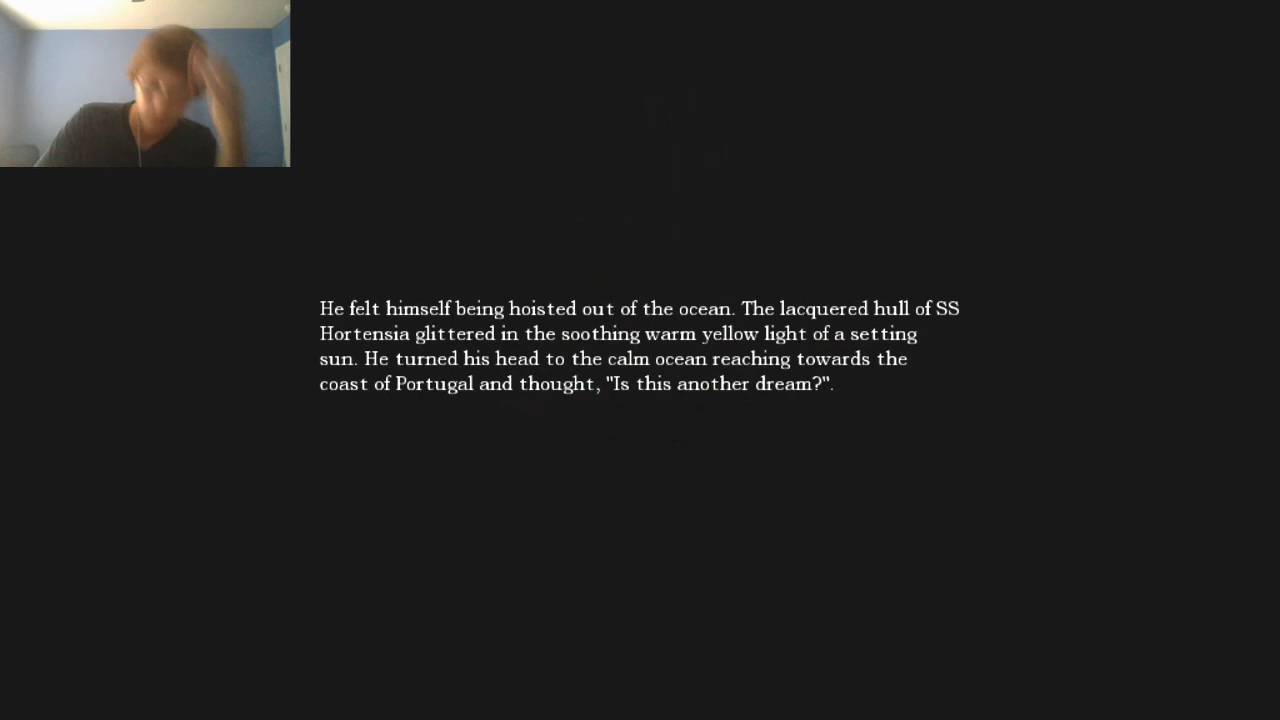 He felt himself being hoisted out of the ocean. The lacquered hull of SS
Hortensia glittered in the soothing warm yellow light of a setting
sun. He turned his head to the calm ocean reaching towards the
coast of Portugal and thought, "Is this another dream?".